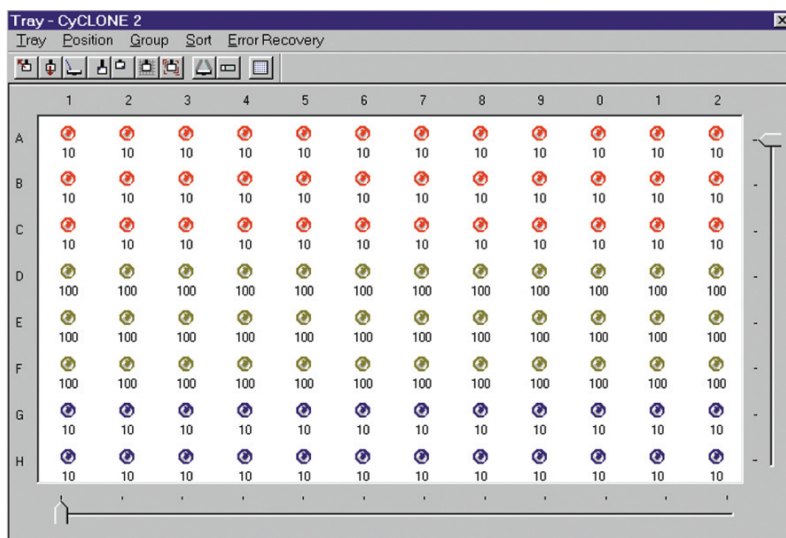 Tray - CyCLONE 2
Tray Position Group Sort Error Recovery
1 2 3 4 5 6 7 8 9 0 1 2
A
10 10 10 10 10 10 10 10 10 10 10 10
B
10 10 10 10 10 10 10 10 10 10 10 10
C
10 10 10 10 10 10 10 10 10 10 10 10
D
100 100 100 100 100 100 100 100 100 100 100 100
E
100 100 100 100 100 100 100 100 100 100 100 100
F
100 100 100 100 100 100 100 100 100 100 100 100
G
10 10 10 10 10 10 10 10 10 10 10 10
H
10 10 10 10 10 10 10 10 10 10 10 10